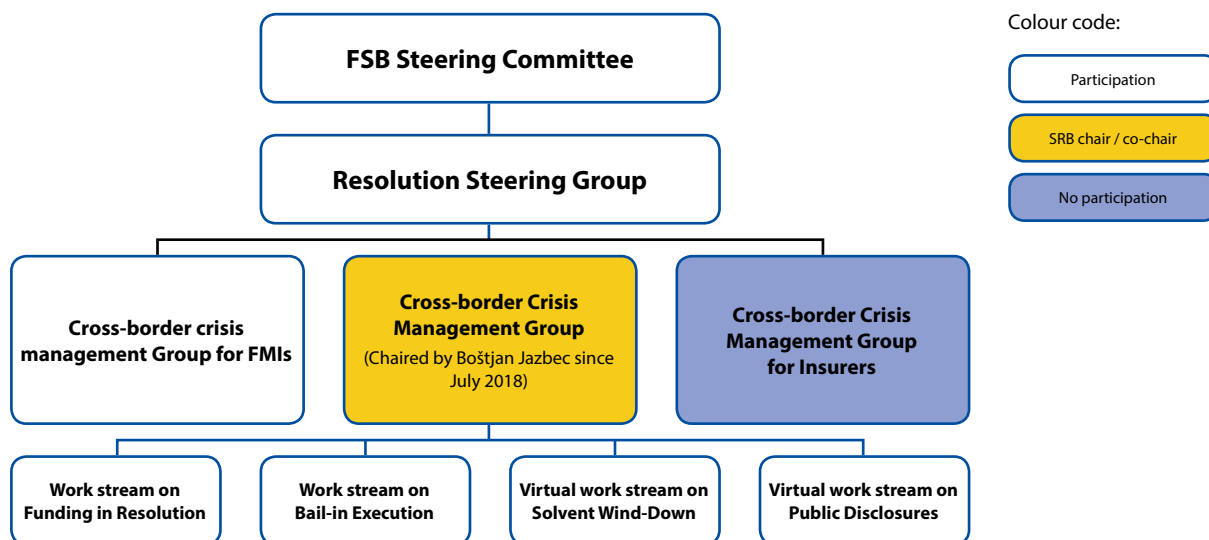 FSB Steering Committee
Resolution Steering Group
Cross-border crisis
management Group for FMIs
Cross-border Crisis
Management Group
(Chaired by Boštjan Jazbec since
July 2018)
Cross-border Crisis
Management Group
for Insurers
Work stream on
Funding in Resolution
Work stream on
Bail-in Execution
Virtual work stream on
Solvent Wind-Down
Virtual work stream on
Public Disclosures
Colour code:
Participation
SRB chair / co-chair
No participation